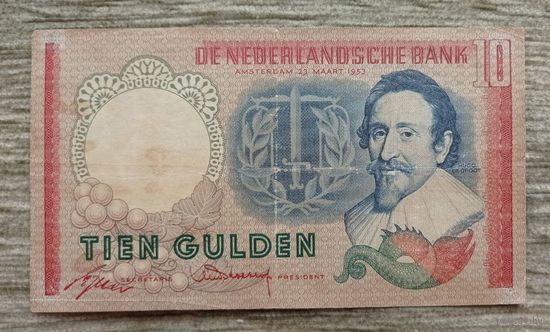 DE NEDERLANDSCHE BANK 10
AMSTERDAM 23 MAART 1953
HUGO
DE GROOT
TIEN GULDEN
SECRETARIS
PRESIDENT